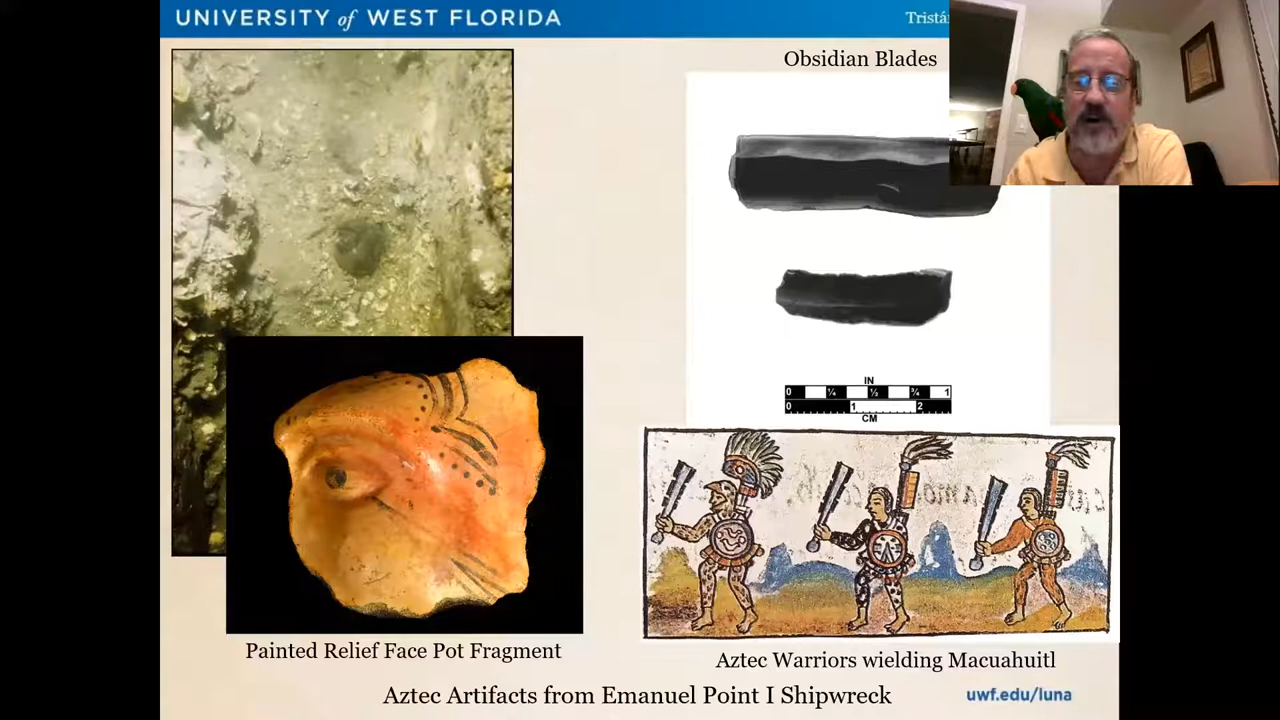 UNIVERSITY of WEST FLORIDA
Obsidian Blades
IN
0 ¼ ½ ¾ 1
0 1 2
CM
Painted Relief Face Pot Fragment
Aztec Warriors wielding Macuahuitl
Aztec Artifacts from Emanuel Point I Shipwreck
uwf.edu/luna